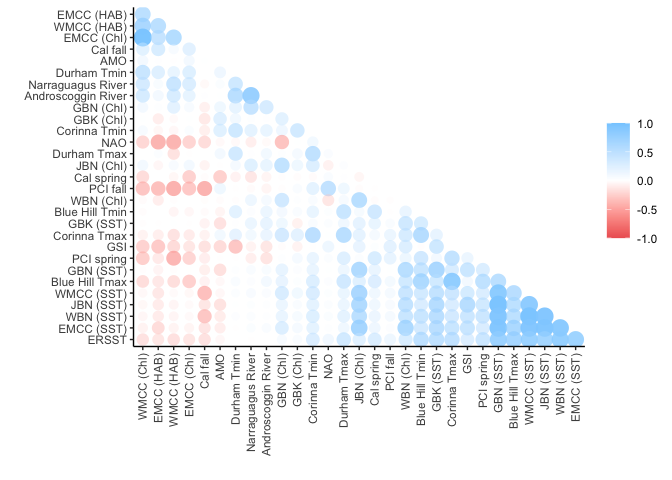 EMCC (HAB)
WMCC (HAB)
EMCC (Chl)
Cal fall
AMO
Durham Tmin
Narraguagus River
Androscoggin River
GBN (Chl)
GBK (Chl)
Corinna Tmin
NAO
Durham Tmax
JBN (Chl)
Cal spring
PCI fall
WBN (Chl)
Blue Hill Tmin
GBK (SST)
Corinna Tmax
GSI
PCI spring
GBN (SST)
Blue Hill Tmax
WMCC (SST)
JBN (SST)
WBN (SST)
EMCC (SST)
ERSST
WMCC (Chl)
EMCC (HAB)
WMCC (HAB)
EMCC (Chl)
Cal fall
AMO
Durham Tmin
Narraguagus River
Androscoggin River
GBN (Chl)
GBK (Chl)
Corinna Tmin
NAO
Durham Tmax
JBN (Chl)
Cal spring
PCI fall
WBN (Chl)
Blue Hill Tmin
GBK (SST)
Corinna Tmax
GSI
PCI spring
GBN (SST)
Blue Hill Tmax
WMCC (SST)
JBN (SST)
WBN (SST)
EMCC (SST)
1.0
0.5
0.0
-0.5
-1.0